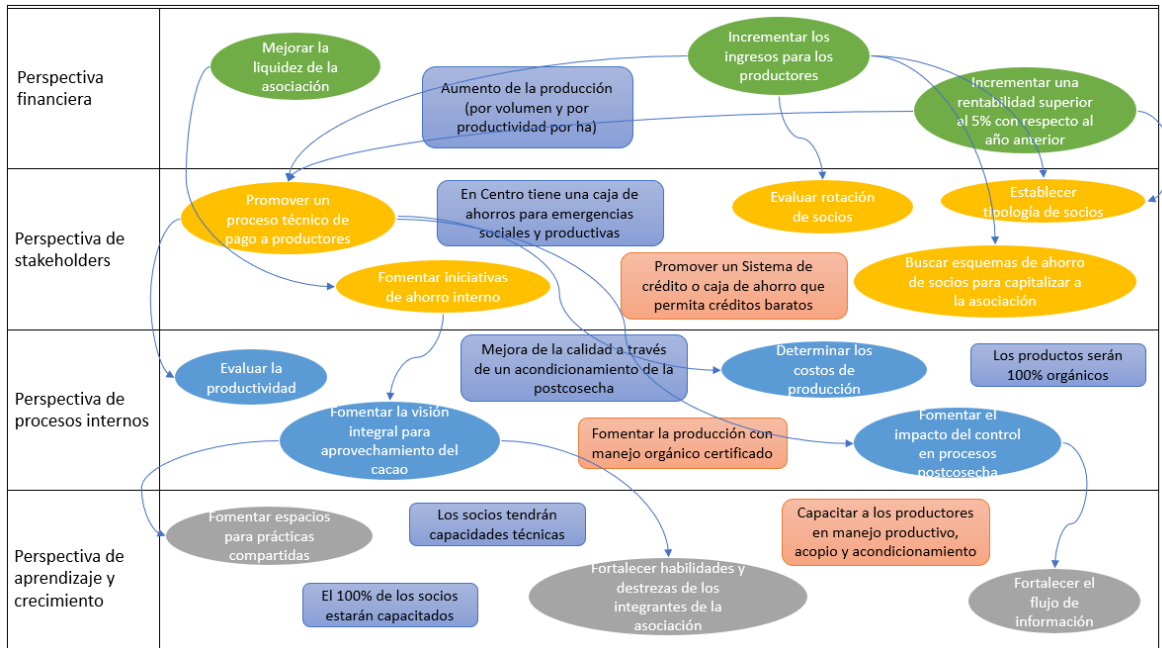 Perspectiva
financiera
Mejorar la
liquidez de la
asociación
Aumento de la producción
(por volumen y por
productividad por ha)
Incrementar los
ingresos para los
productores
Incrementar una
rentabilidad superior
al 5% con respecto al
año anterior
Perspectiva de
stakeholders
Promover un
proceso técnico de
pago a productores
En Centro tiene una caja de
ahorros para emergencias
sociales y productivas
Evaluar rotación
de socios
Establecer
tipología de socios
Fomentar iniciativas
de ahorro interno
Promover un Sistema de
crédito o caja de ahorro que
permita créditos baratos
Buscar esquemas de ahorro
de socios para capitalizar a
la asociación
Perspectiva de
procesos internos
Evaluar la
productividad
Mejora de la calidad a través
de un acondicionamiento de la
postcosecha
Determinar los
costos de
producción
Los productos serán
100% orgánicos
Fomentar la visión
integral para
aprovechamiento del
cacao
Fomentar la producción con
manejo orgánico certificado
Fomentar el
impacto del control
en procesos
postcosecha
Perspectiva de
aprendizaje y
crecimiento
Fomentar espacios
para prácticas
compartidas
Los socios tendrán
capacidades técnicas
Capacitar a los productores
en manejo productivo,
acopio y acondicionamiento
El 100% de los socios
estarán capacitados
Fortalecer habilidades y
destrezas de los
integrantes de la
asociación
Fortalecer el
flujo de
información